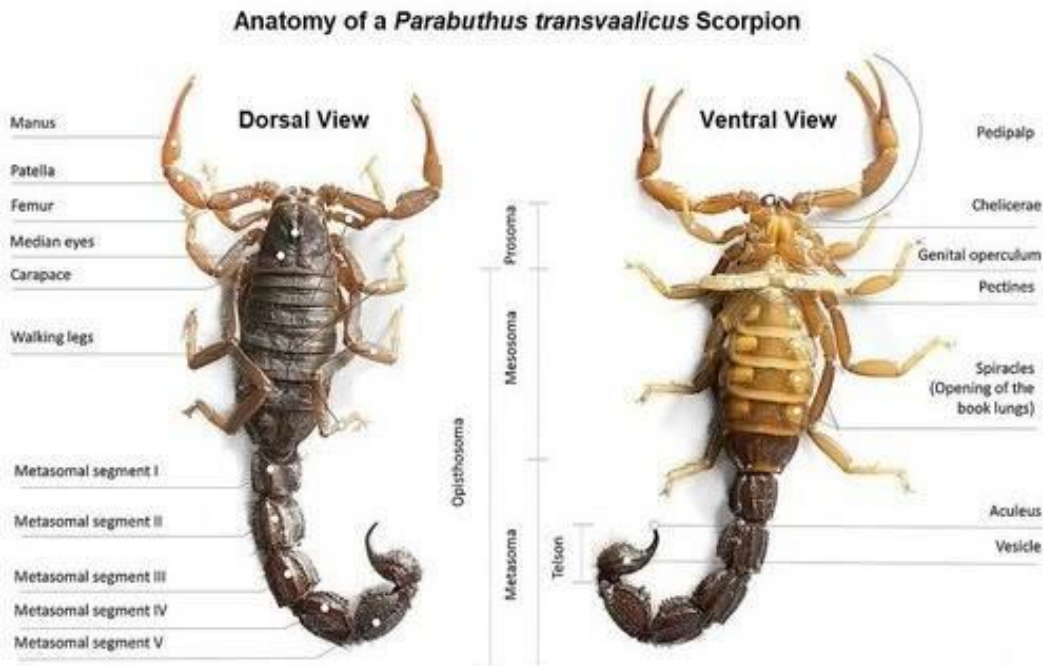 Anatomy of a Parabuthus transvaalicus Scorpion
Dorsal View
Ventral View
Manus
Patella
Femur
Median eyes
Carapace
Walking legs
Metasomal segment I
Metasomal segment II
Metasomal segment III
Metasomal segment IV
Metasomal segment V
Prosoma
Mesosoma
Opisthosoma
Metasoma
Telson
Pedipalp
Chelicerae
Genital operculum
Pectines
Spiracles
(Opening of the
book lungs)
Aculeus
Vesicle